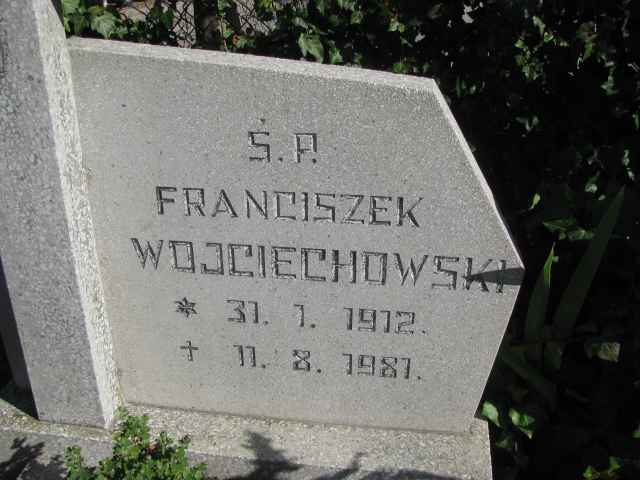 Ś.P.
FRANCISZEK
WOJCIECHOWSKI
* 31. 1. 1912.
† 11. 8. 1981.